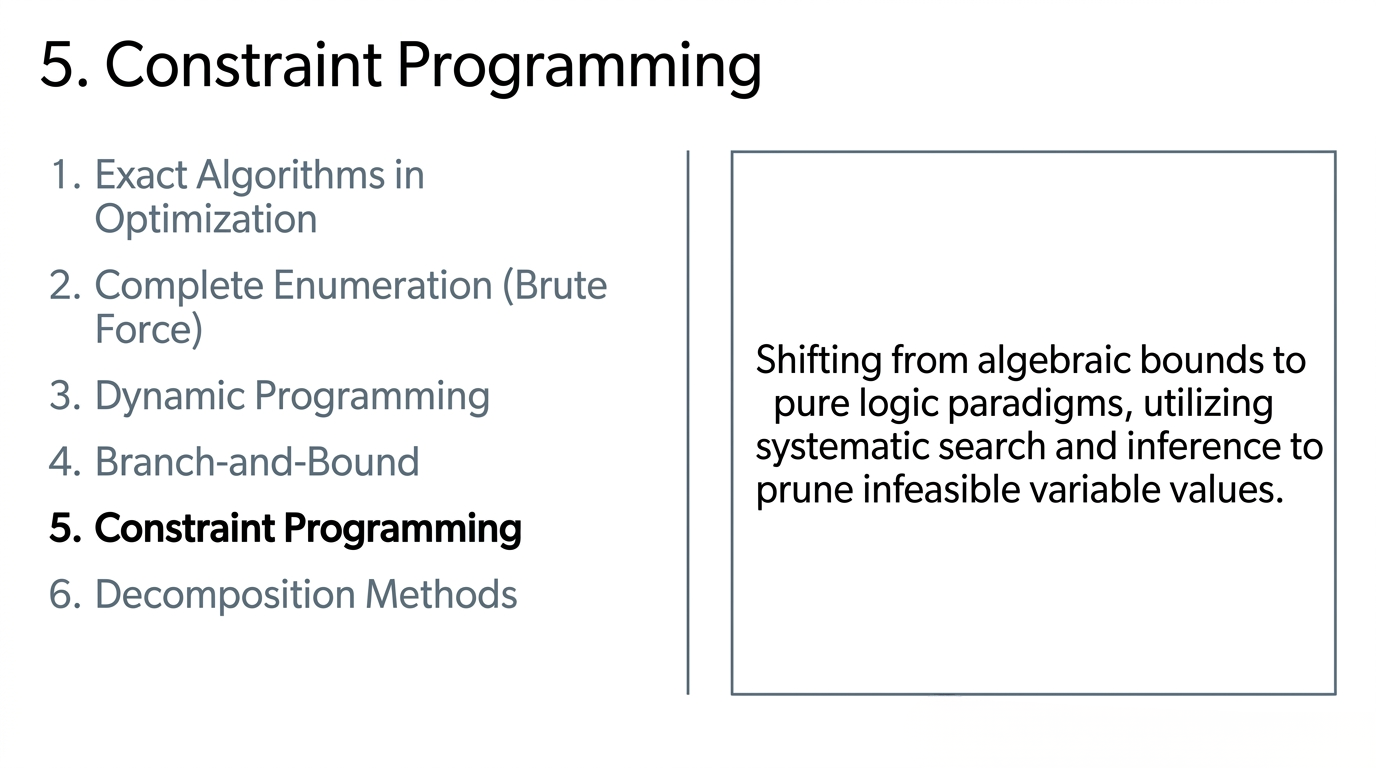 5. Constraint Programming
1. Exact Algorithms in
Optimization
2. Complete Enumeration (Brute
Force)
3. Dynamic Programming
4. Branch-and-Bound
5. Constraint Programming
6. Decomposition Methods
Shifting from algebraic bounds to
pure logic paradigms, utilizing
systematic search and inference to
prune infeasible variable values.